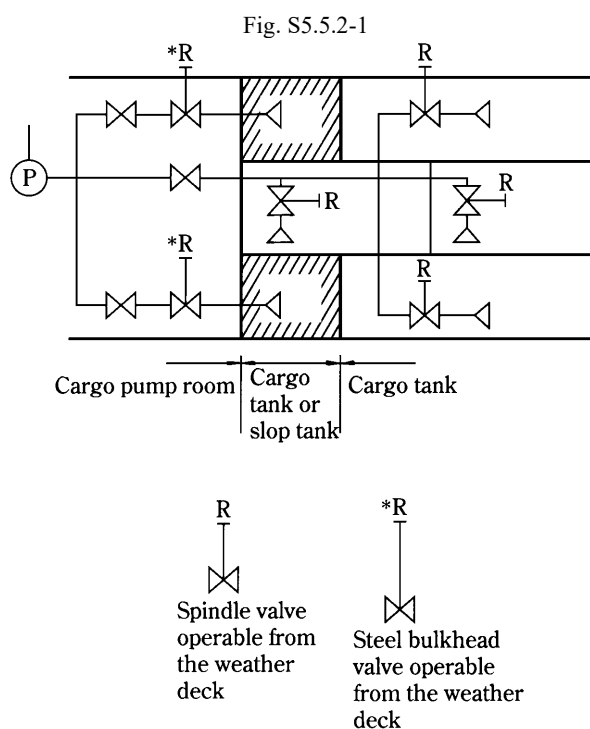 Fig. S5.5.2-1
*R
R
P
R
R
*R
R
Cargo pump room
Cargo
tank or
slop tank
Cargo tank
R
Spindle valve
operable from
the weather
deck
*R
Steel bulkhead
valve operable
from the weather
deck